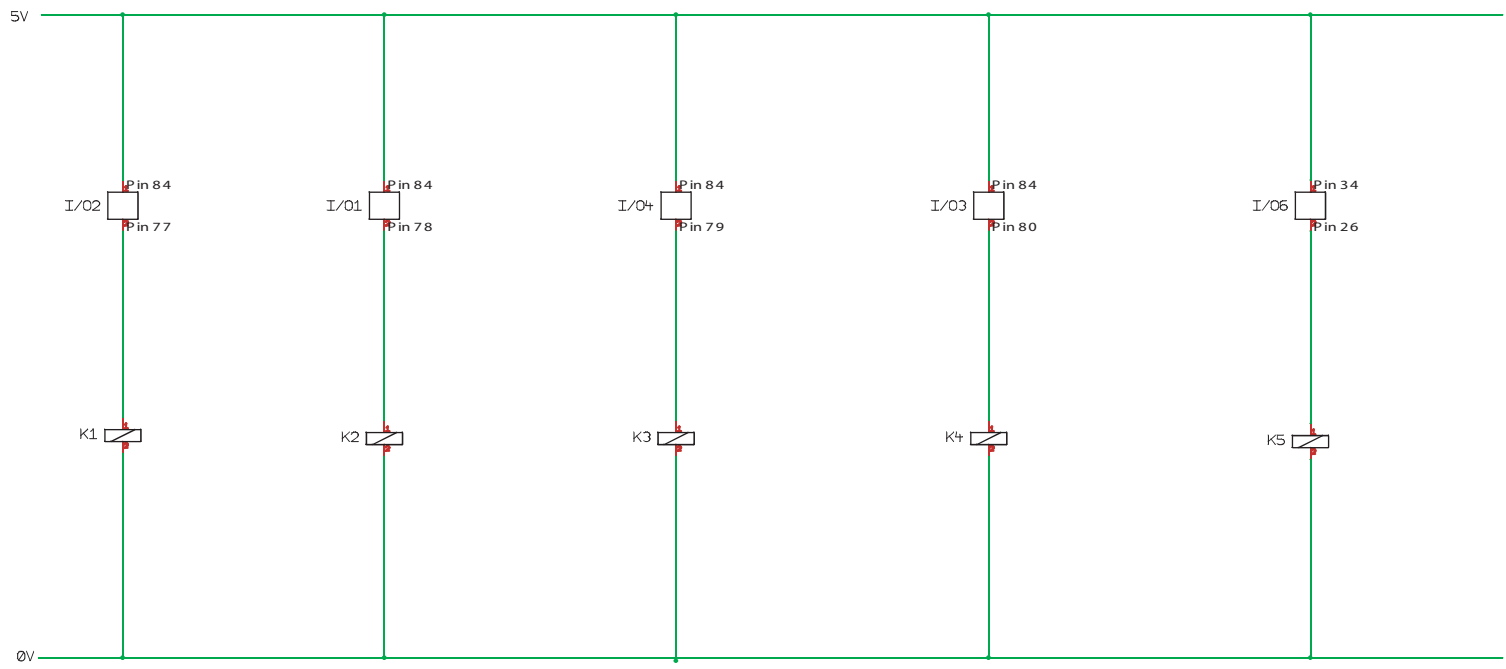 5V
Pin 84
I/O2
Pin 77
Pin 84
I/O1
Pin 78
Pin 84
I/O4
Pin 79
Pin 84
I/O3
Pin 80
Pin 34
I/O6
Pin 26
K1
K2
K3
K4
K5
0V